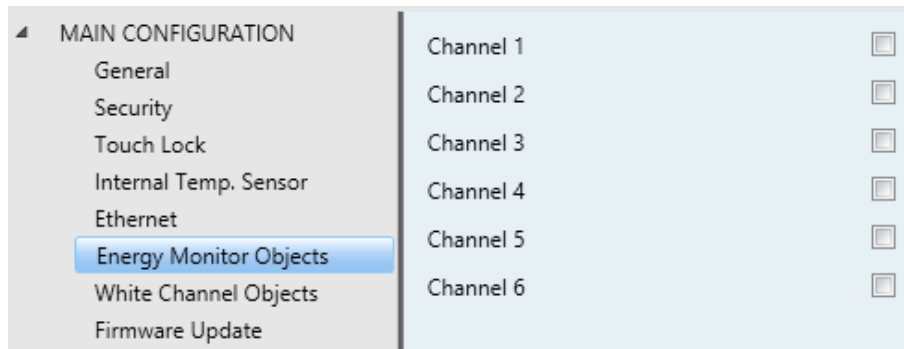 MAIN CONFIGURATION
General
Security
Touch Lock
Internal Temp. Sensor
Ethernet
Energy Monitor Objects
White Channel Objects
Firmware Update
Channel 1
Channel 2
Channel 3
Channel 4
Channel 5
Channel 6